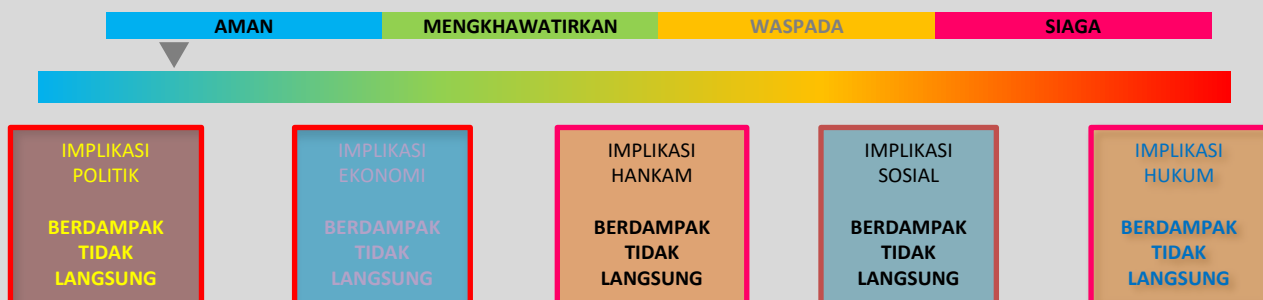 AMAN MENGKHAWATIRKAN WASPADA SIAGA
IMPLIKASI
POLITIK
BERDAMPAK
TIDAK
LANGSUNG
IMPLIKASI
EKONOMI
BERDAMPAK
TIDAK
LANGSUNG
IMPLIKASI
HANKAM
BERDAMPAK
TIDAK
LANGSUNG
IMPLIKASI
SOSIAL
BERDAMPAK
TIDAK
LANGSUNG
IMPLIKASI
HUKUM
BERDAMPAK
TIDAK
LANGSUNG